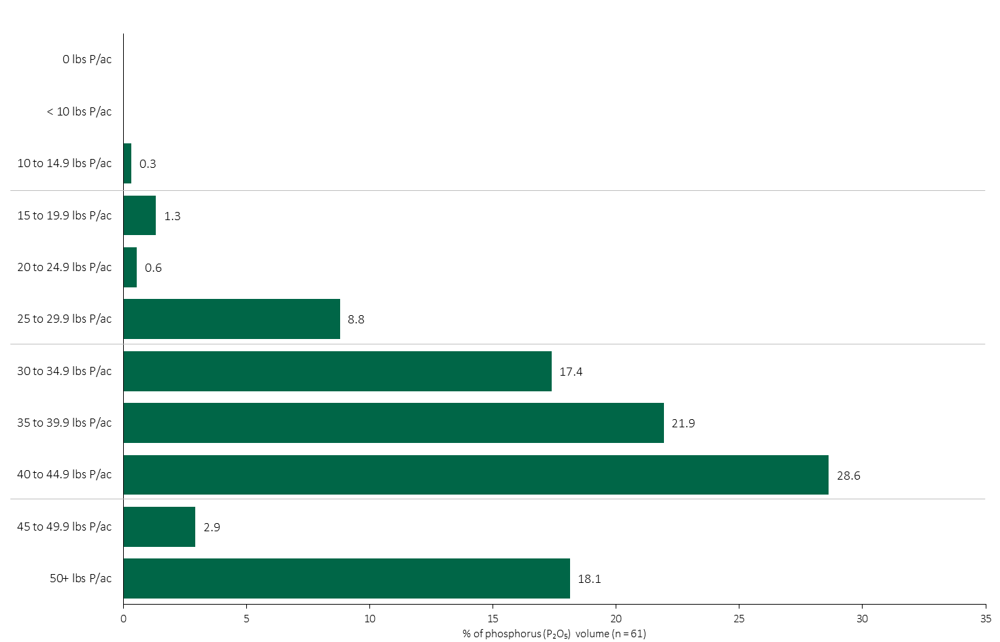 0 lbs P/ac
< 10 lbs P/ac
10 to 14.9 lbs P/ac 0.3
15 to 19.9 lbs P/ac 1.3
20 to 24.9 lbs P/ac 0.6
25 to 29.9 lbs P/ac 8.8
30 to 34.9 lbs P/ac 17.4
35 to 39.9 lbs P/ac 21.9
40 to 44.9 lbs P/ac 28.6
45 to 49.9 lbs P/ac 2.9
50+ lbs P/ac 18.1
0 5 10 15 20 25 30 35
% of phosphorus (P₂O₅) volume (n = 61)